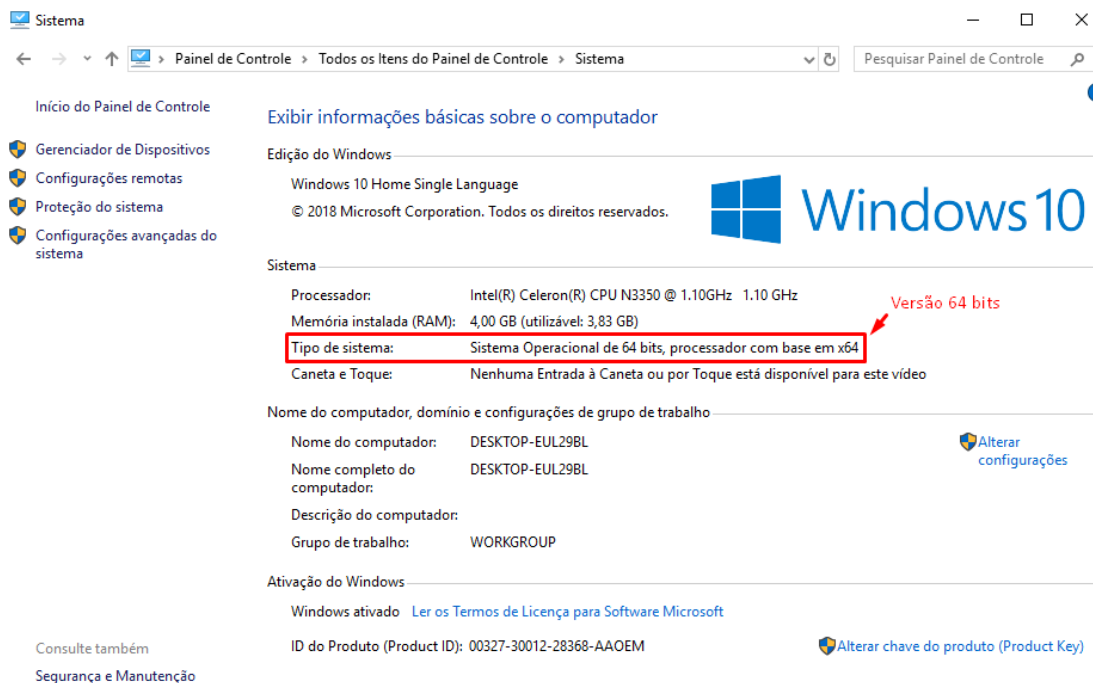 Sistema
Painel de Controle > Todos os Itens do Painel de Controle > Sistema
Pesquisar Painel de Controle
Início do Painel de Controle
Gerenciador de Dispositivos
Configurações remotas
Proteção do sistema
Configurações avançadas do
sistema
Exibir informações básicas sobre o computador
Edição do Windows
Windows 10 Home Single Language
© 2018 Microsoft Corporation. Todos os direitos reservados.
Windows 10
Sistema
Processador: Intel(R) Celeron(R) CPU N3350 @ 1.10GHz 1.10 GHz
Versão 64 bits
Memória instalada (RAM): 4,00 GB (utilizável: 3,83 GB)
Tipo de sistema: Sistema Operacional de 64 bits, processador com base em x64
Caneta e Toque: Nenhuma Entrada à Caneta ou por Toque está disponível para este vídeo
Nome do computador, domínio e configurações de grupo de trabalho
Nome do computador: DESKTOP-EUL29BL
Alterar
configurações
Nome completo do DESKTOP-EUL29BL
computador:
Descrição do computador:
Grupo de trabalho: WORKGROUP
Ativação do Windows
Windows ativado Ler os Termos de Licença para Software Microsoft
ID do Produto (Product ID): 00327-30012-28368-AAOEM
Alterar chave do produto (Product Key)
Consulte também
Segurança e Manutenção